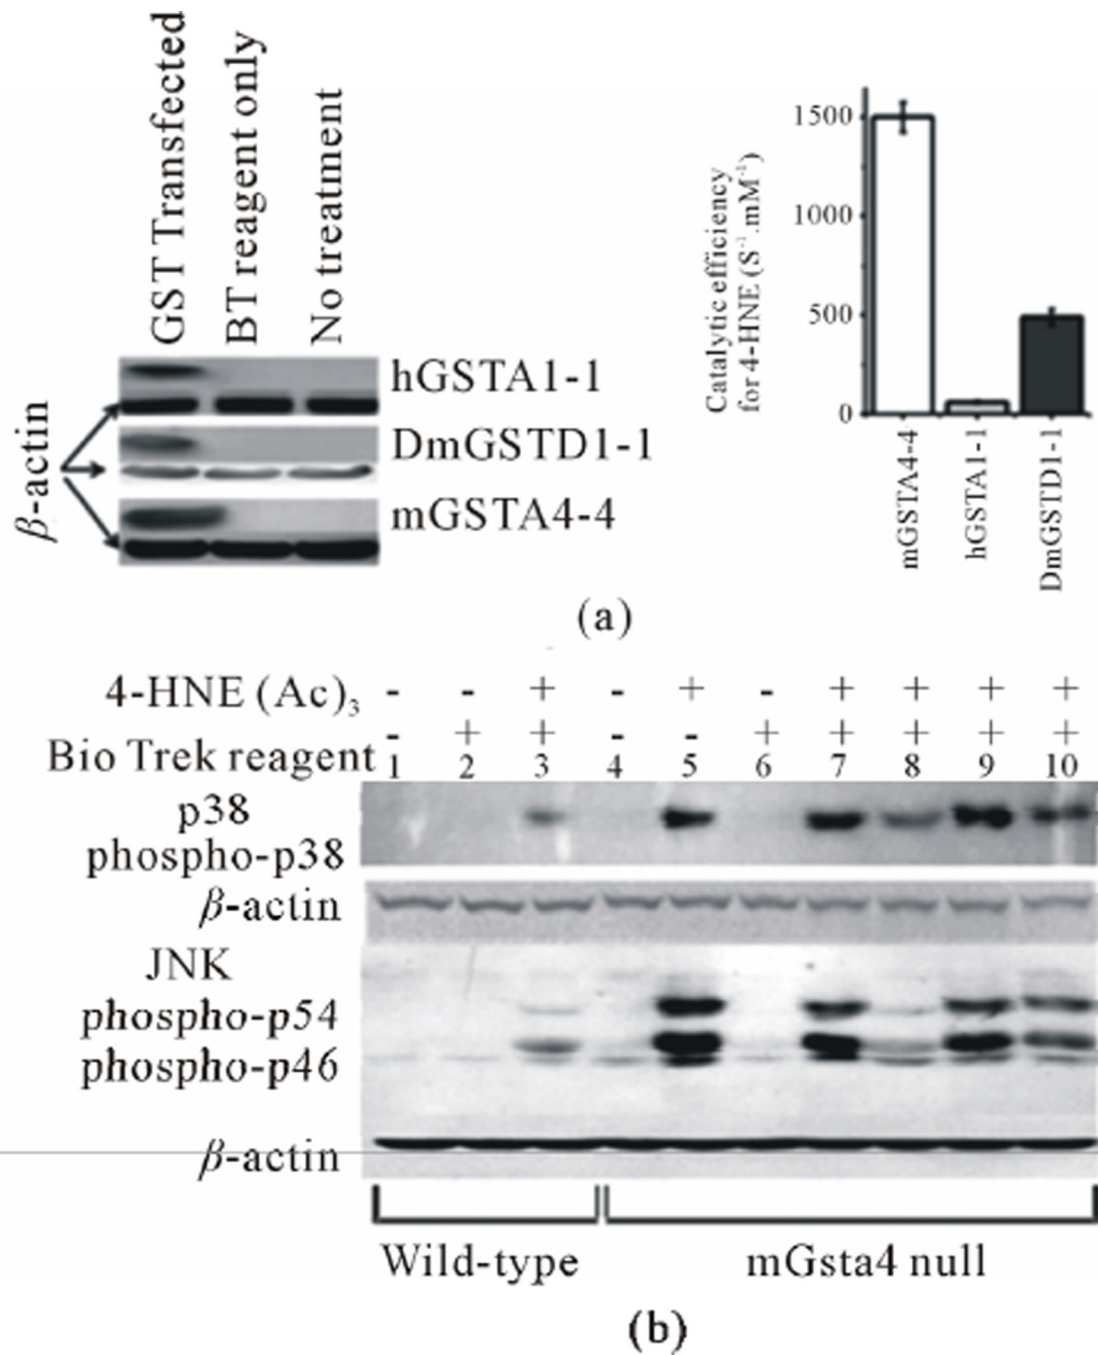 GST Transfected
BT reagent only
No treatment
β-actin
hGSTA1-1
DmGSTD1-1
mGSTA4-4
Catalytic efficiency
for 4-HNE (S⁻¹.mM⁻¹)
1500
1000
500
0
mGSTA4-4
hGSTA1-1
DmGSTD1-1
(a)
4-HNE (Ac)₃ - - + - + - + + + +
Bio Trek reagent - + + - - + + + + +
1 2 3 4 5 6 7 8 9 10
p38
phospho-p38
β-actin
JNK
phospho-p54
phospho-p46
β-actin
Wild-type
mGsta4 null
(b)